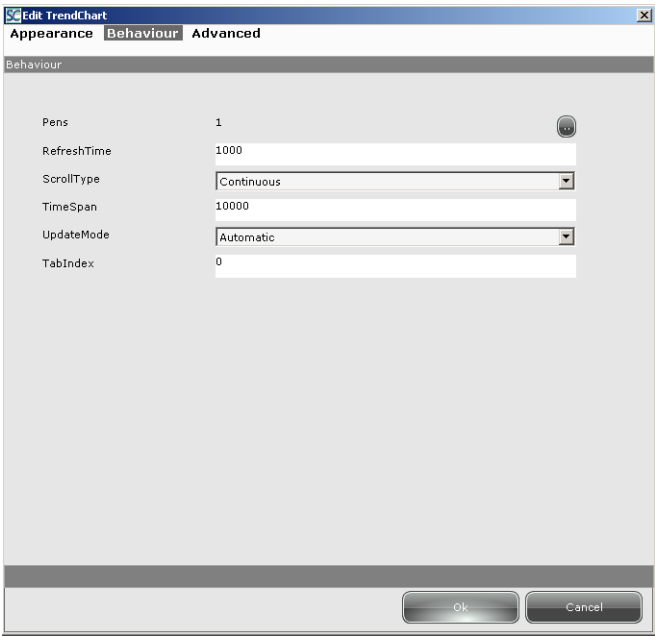 SC Edit TrendChart
Appearance Behaviour Advanced
Behaviour
Pens 1 ..
RefreshTime 1000
ScrollType Continuous
TimeSpan 10000
UpdateMode Automatic
TabIndex 0
Ok Cancel